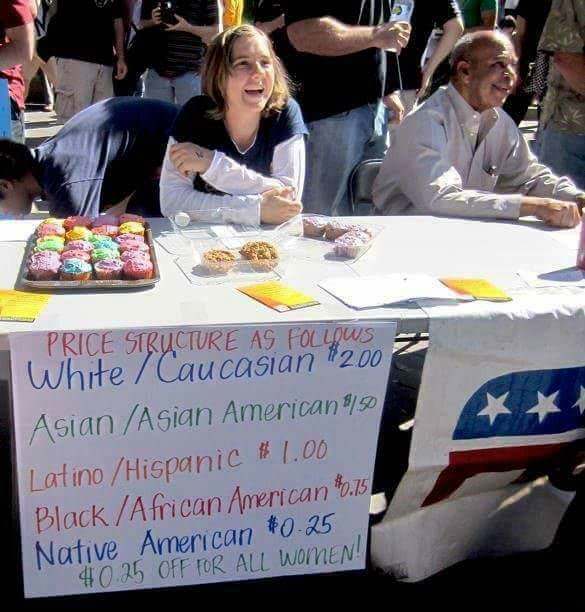 PRICE STRUCTURE AS FOLLOWS
White/Caucasian $2.00
Asian/Asian American $1.50
Latino/Hispanic $1.00
Black/African American $0.75
Native American $0.25
$0.25 OFF FOR ALL WOMEN!